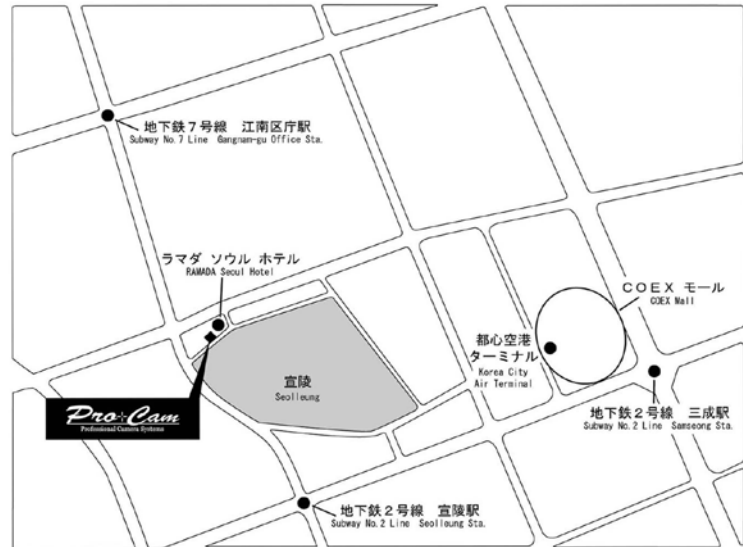 地下鉄7号線 江南区庁駅
Subway No.7 Line Gangnam-gu Office Sta.
ラマダ ソウル ホテル
RAMADA Seoul Hotel
COEX モール
COEX Mall
都心空港
ターミナル
Korea City
Air Terminal
宣陵
Seolleung
Pro Cam
Professional Camera Systems
地下鉄2号線 三成駅
Subway No.2 Line Samseong Sta.
地下鉄2号線 宣陵駅
Subway No.2 Line Seolleung Sta.